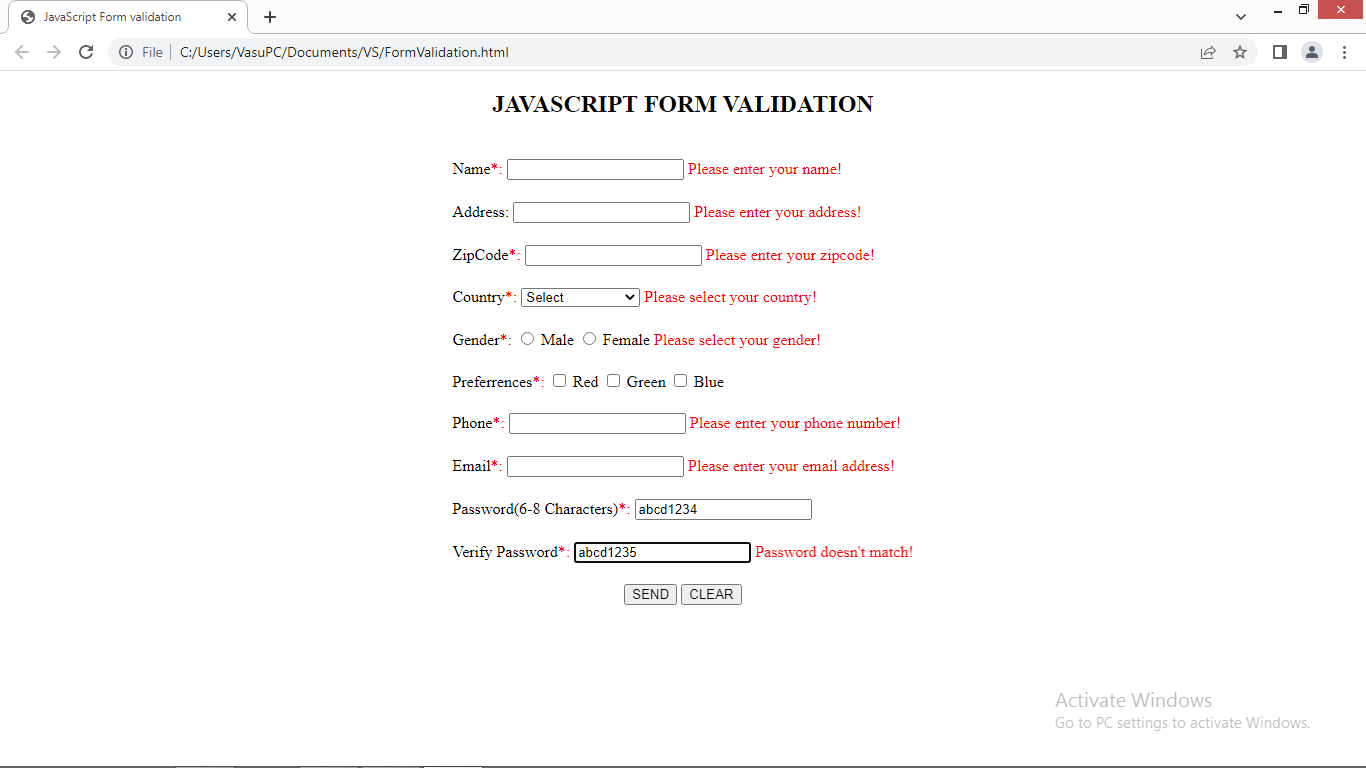 JavaScript Form validation
File C:/Users/VasuPC/Documents/VS/FormValidation.html
JAVASCRIPT FORM VALIDATION
Name*: Please enter your name!
Address: Please enter your address!
ZipCode*: Please enter your zipcode!
Country*: Select Please select your country!
Gender*: Male Female Please select your gender!
Preferrences*: Red Green Blue
Phone*: Please enter your phone number!
Email*: Please enter your email address!
Password(6-8 Characters)*: abcd1234
Verify Password*: abcd1235 Password doesn't match!
SEND CLEAR
Activate Windows
Go to PC settings to activate Windows.